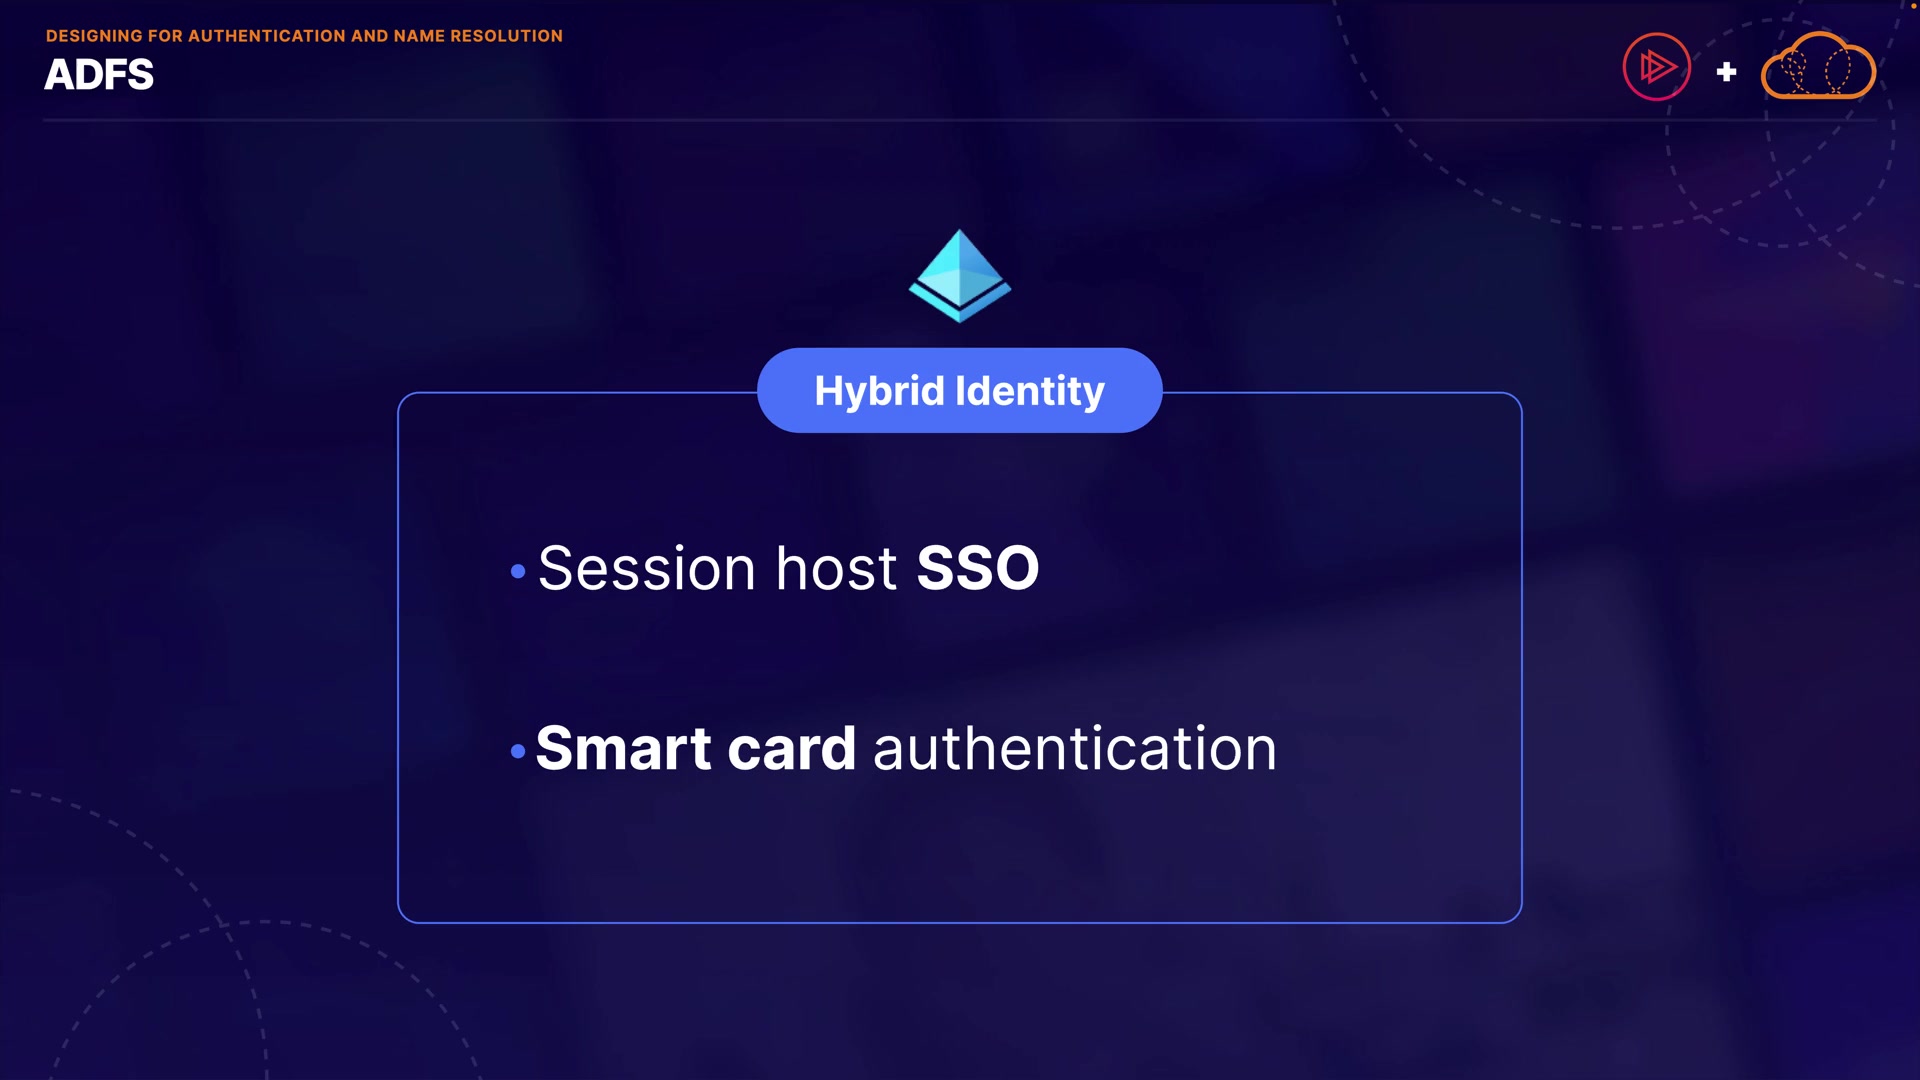 DESIGNING FOR AUTHENTICATION AND NAME RESOLUTION
ADFS
+
Hybrid Identity
• Session host SSO
• Smart card authentication